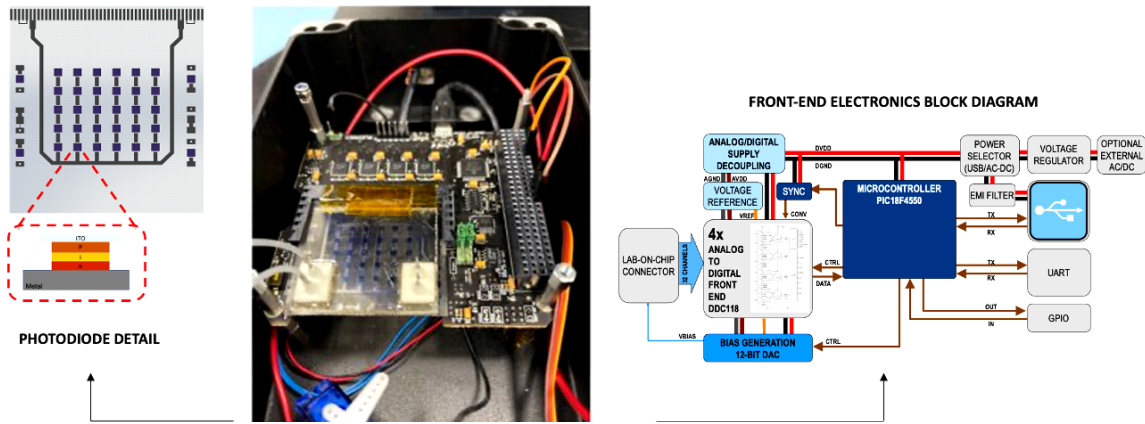 ITO
P
I
Metal
PHOTODIODE DETAIL
FRONT-END ELECTRONICS BLOCK DIAGRAM
ANALOG/DIGITAL
SUPPLY
DECOUPLING
DVDD
DGND
POWER
SELECTOR
(USB/AC-DC)
VOLTAGE
REGULATOR
OPTIONAL
EXTERNAL
AC/DC
AGND
AVDD
VOLTAGE
REFERENCE
SYNC
MICROCONTROLLER
PIC18F4550
EMI FILTER
VREF
CONV
TX
RX
LAB-ON-CHIP
CONNECTOR
32 CHANNELS
4x
ANALOG
TO
DIGITAL
FRONT
END
DDC118
CTRL
DATA
TX
RX
UART
OUT
IN
GPIO
VBIAS
BIAS GENERATION
12-BIT DAC
CTRL